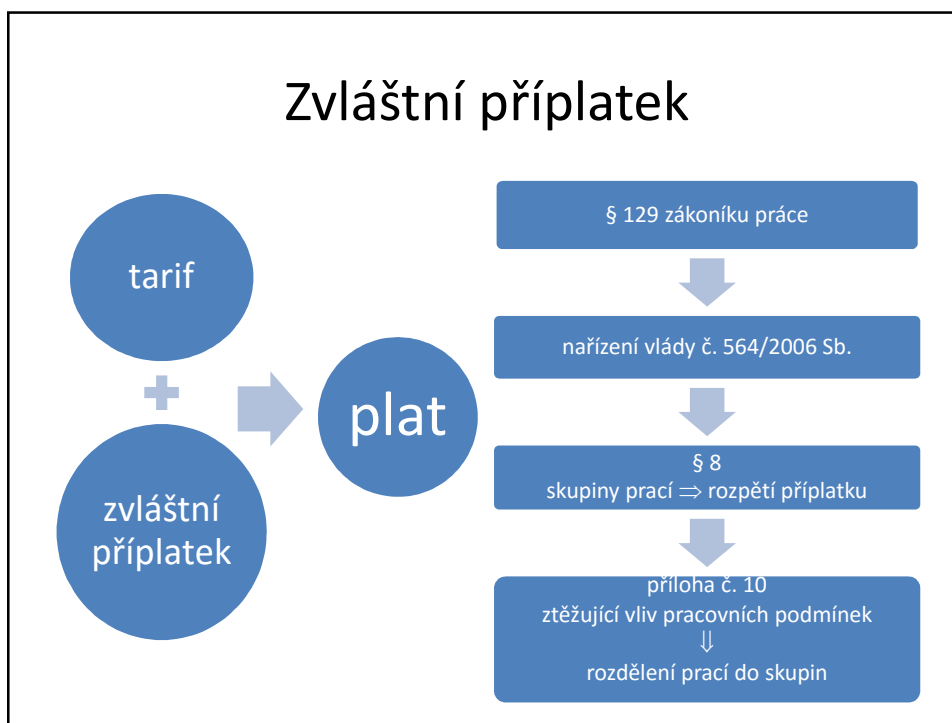 Zvláštní příplatek
tarif
+
zvláštní
příplatek
plat
§ 129 zákoníku práce
nařízení vlády č. 564/2006 Sb.
§ 8
skupiny prací ⇒ rozpětí příplatku
příloha č. 10
ztěžující vliv pracovních podmínek
⇓
rozdělení prací do skupin